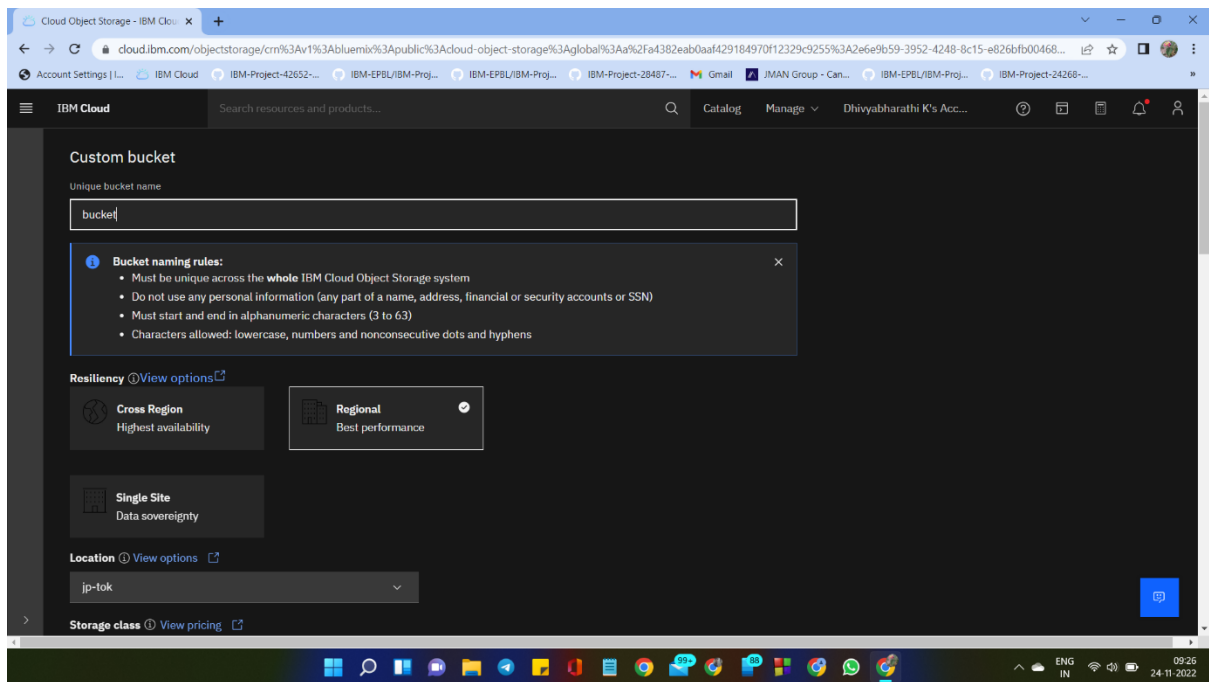 Cloud Object Storage - IBM Clou
cloud.ibm.com/objectstorage/crn%3Av1%3Abluemix%3Apublic%3Acloud-object-storage%3Aglobal%3Aa%2Fa4382eab0aaf429184970f12329c9255%3A2e6e9b59-3952-4248-8c15-e826bfb00468...
Account Settings | I... IBM Cloud IBM-Project-42652-... IBM-EPBL/IBM-Proj... IBM-EPBL/IBM-Proj... IBM-Project-28487-... Gmail JMAN Group - Can... IBM-EPBL/IBM-Proj... IBM-Project-24268-... »
IBM Cloud Search resources and products... Catalog Manage Dhivyabharathi K's Acc...
Custom bucket
Unique bucket name
bucket
Bucket naming rules:
• Must be unique across the whole IBM Cloud Object Storage system
• Do not use any personal information (any part of a name, address, financial or security accounts or SSN)
• Must start and end in alphanumeric characters (3 to 63)
• Characters allowed: lowercase, numbers and nonconsecutive dots and hyphens
Resiliency View options
Cross Region
Highest availability
Regional
Best performance
Single Site
Data sovereignty
Location View options
jp-tok
Storage class View pricing
99+ 88
ENG
IN
09:26
24-11-2022